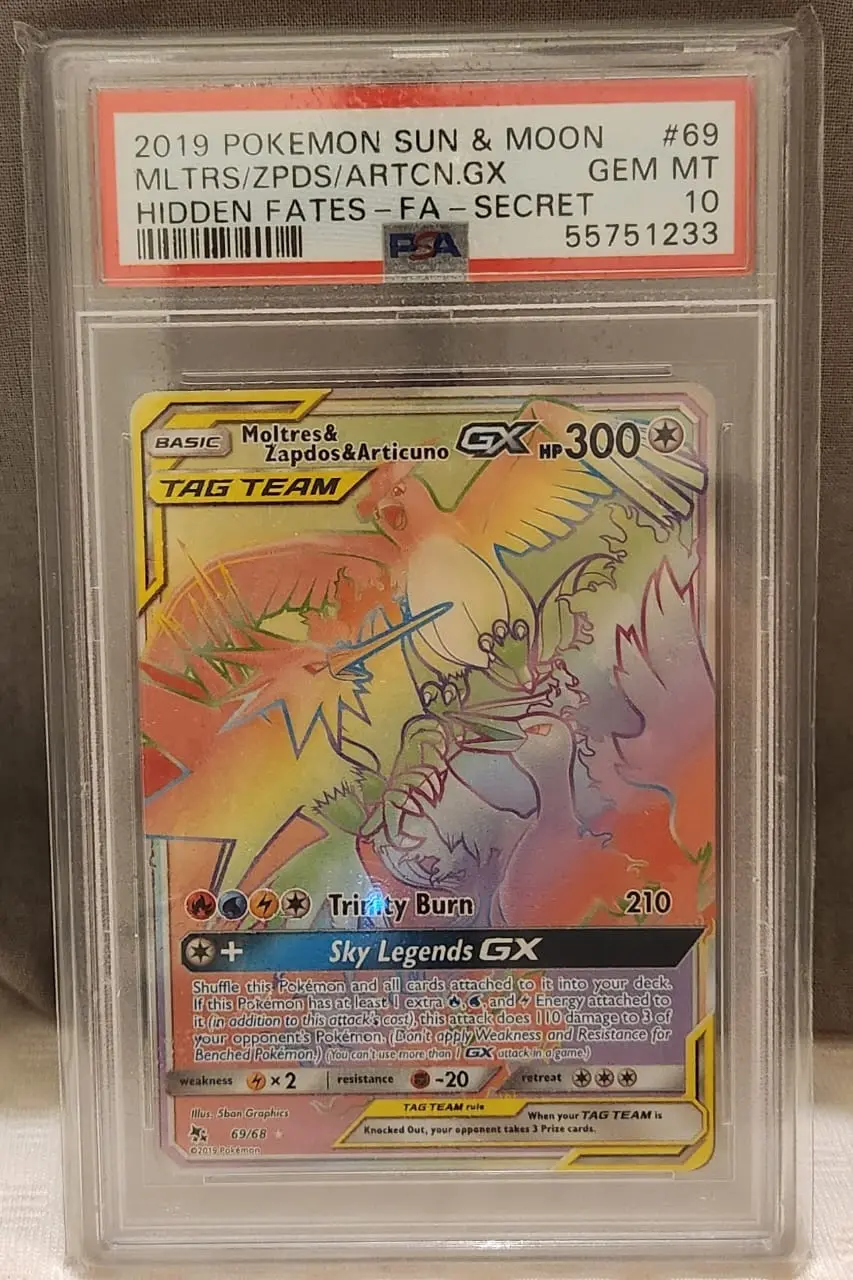 2019 POKEMON SUN & MOON #69
MLTRS/ZPDS/ARTCN.GX GEM MT
HIDDEN FATES-FA-SECRET 10
PSA 55751233
BASIC Moltres&
Zapdos&Articuno GX HP300
TAG TEAM
Trinity Burn 210
+ Sky Legends GX
Shuffle this Pokémon and all cards attached to it into your deck.
If this Pokémon has at least 1 extra , , and Energy attached to
it (in addition to this attack's cost), this attack does 110 damage to 3 of
your opponent's Pokémon. (Don't apply Weakness and Resistance for
Benched Pokémon.) (You can't use more than 1 GX attack in a game.)
weakness ×2 resistance -20 retreat
Illus. 5ban Graphics
TAG TEAM rule
When your TAG TEAM is
Knocked Out, your opponent takes 3 Prize cards.
69/68
©2019 Pokémon